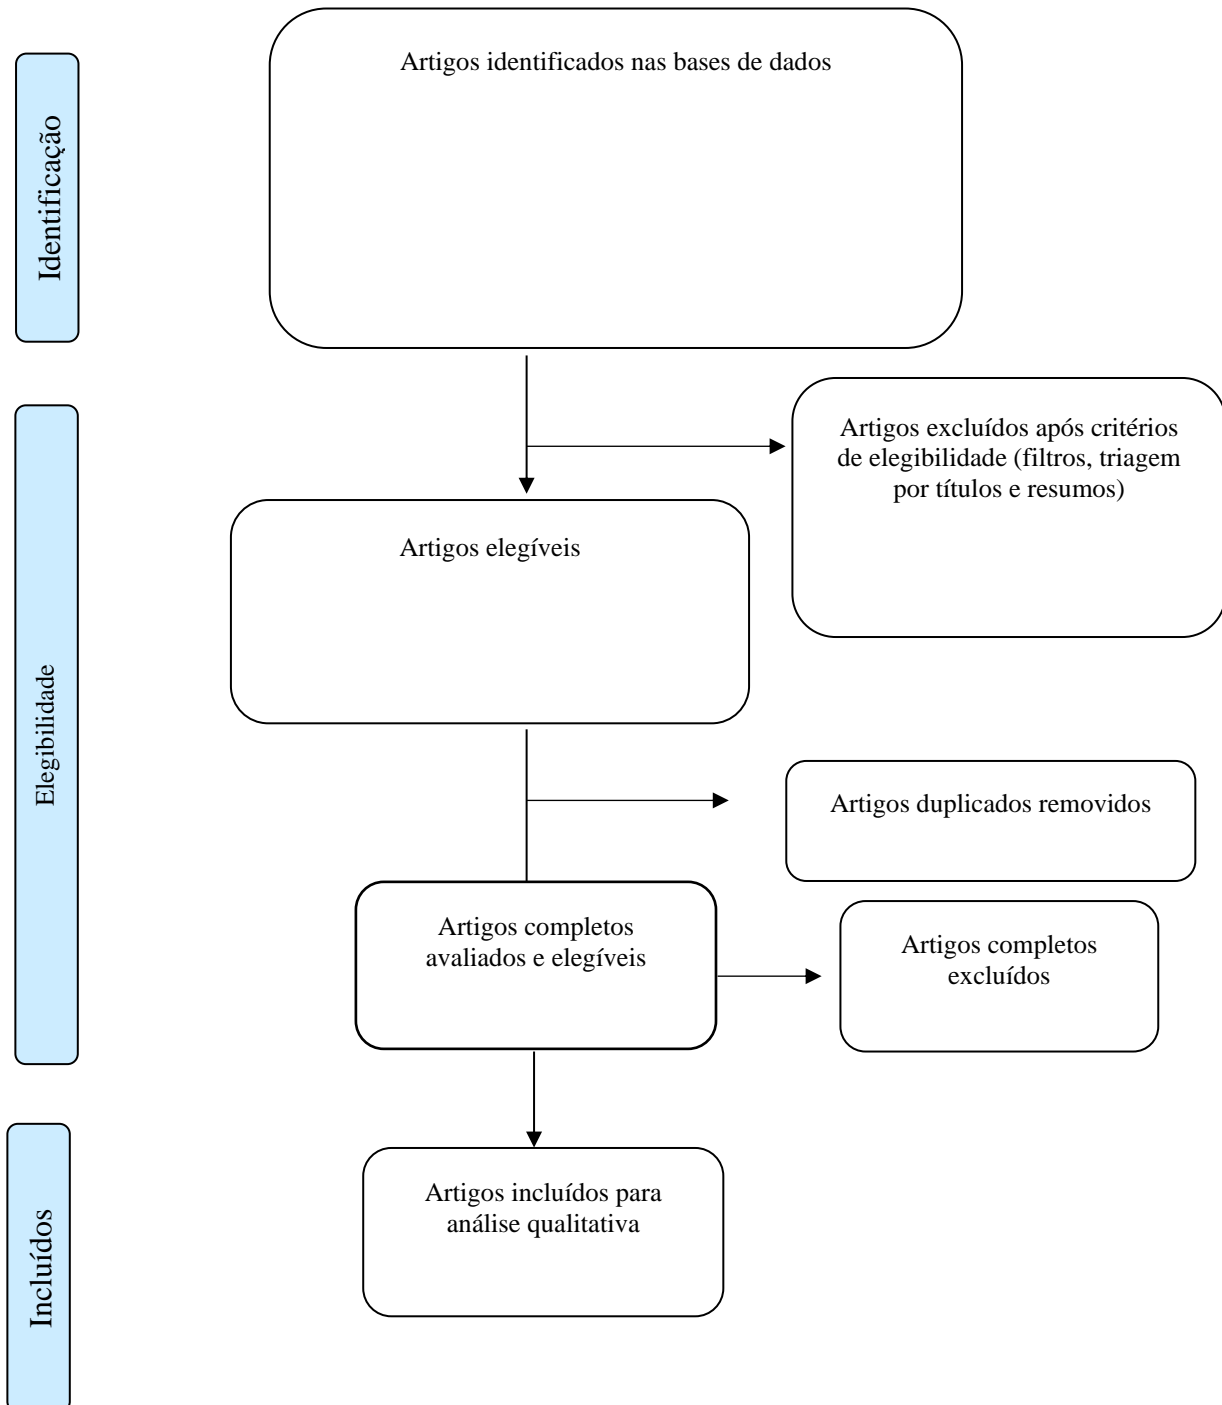 Identificação
Artigos identificados nas bases de dados
Artigos excluídos após critérios
de elegibilidade (filtros, triagem
por títulos e resumos)
Elegibilidade
Artigos elegíveis
Artigos duplicados removidos
Artigos completos
avaliados e elegíveis
Artigos completos
excluídos
Incluídos
Artigos incluídos para
análise qualitativa